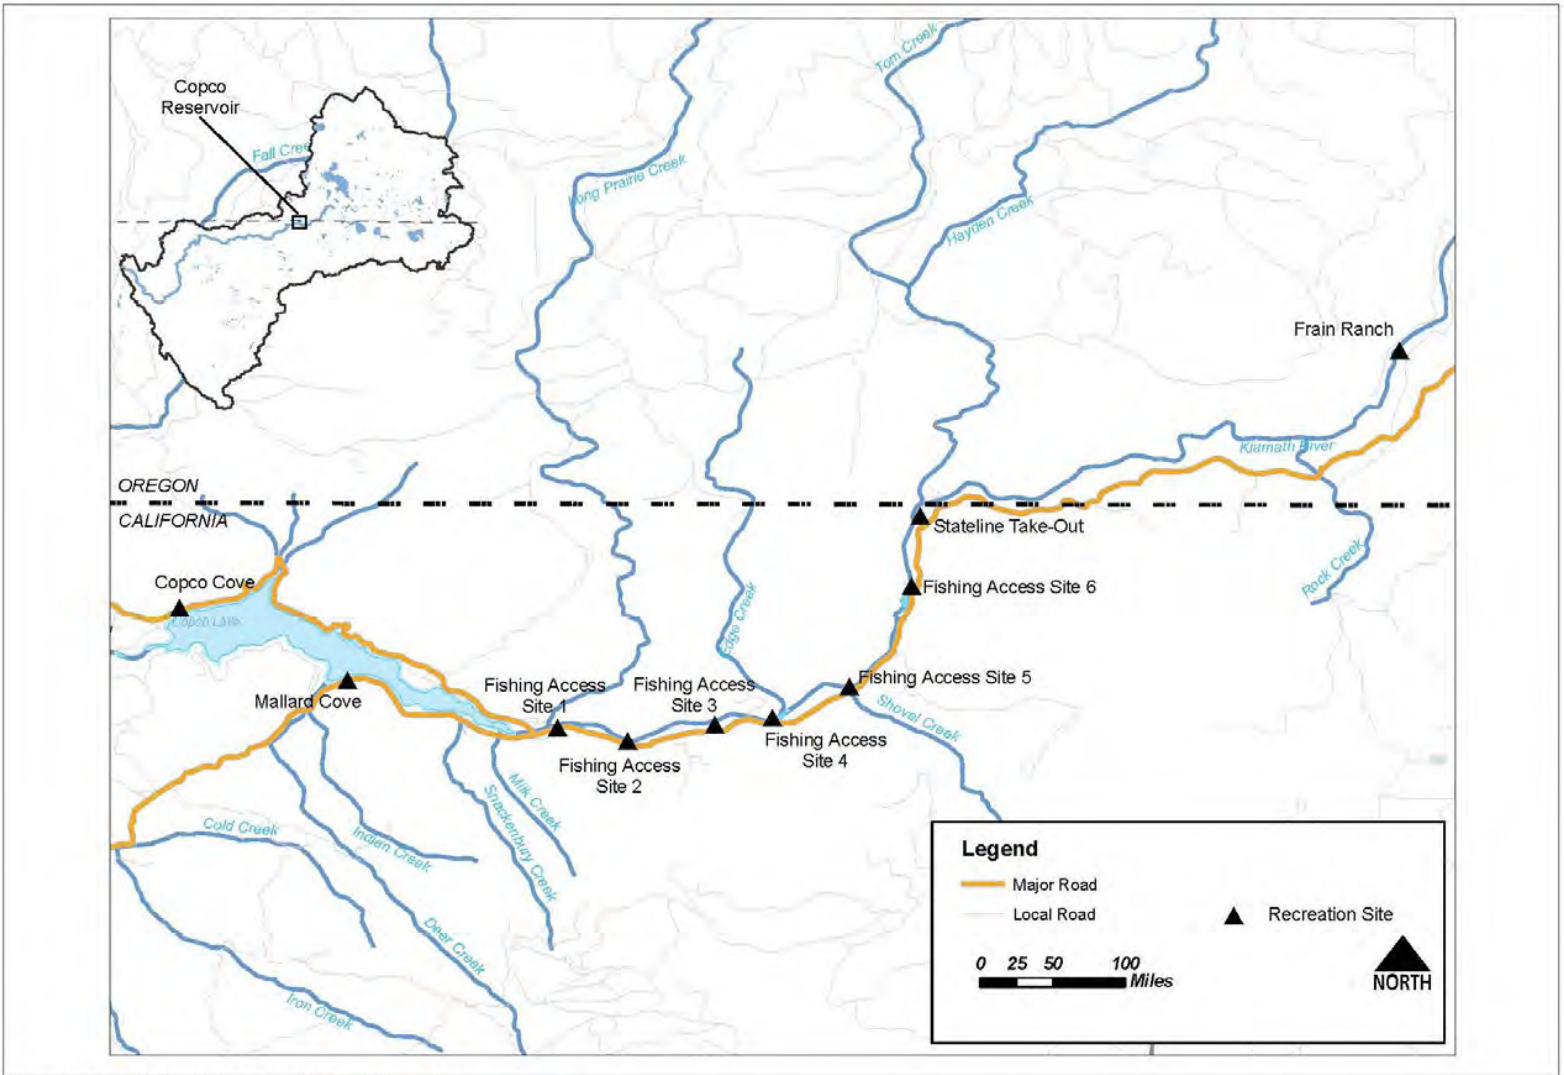 Copco
Reservoir
Fall Creek
Tom Creek
Long Prairie Creek
Hayden Creek
Frain Ranch
Klamath River
OREGON
CALIFORNIA
Stateline Take-Out
Copco Cove
Copco Lake
Fishing Access Site 6
Rock Creek
Edge Creek
Mallard Cove
Fishing Access
Site 1
Fishing Access
Site 3
Fishing Access Site 5
Shovel Creek
Fishing Access
Site 2
Fishing Access
Site 4
Milk Creek
Snackenbury Creek
Cold Creek
Indian Creek
Deer Creek
Iron Creek
Legend
Major Road
Local Road
Recreation Site
0 25 50 100
Miles
NORTH